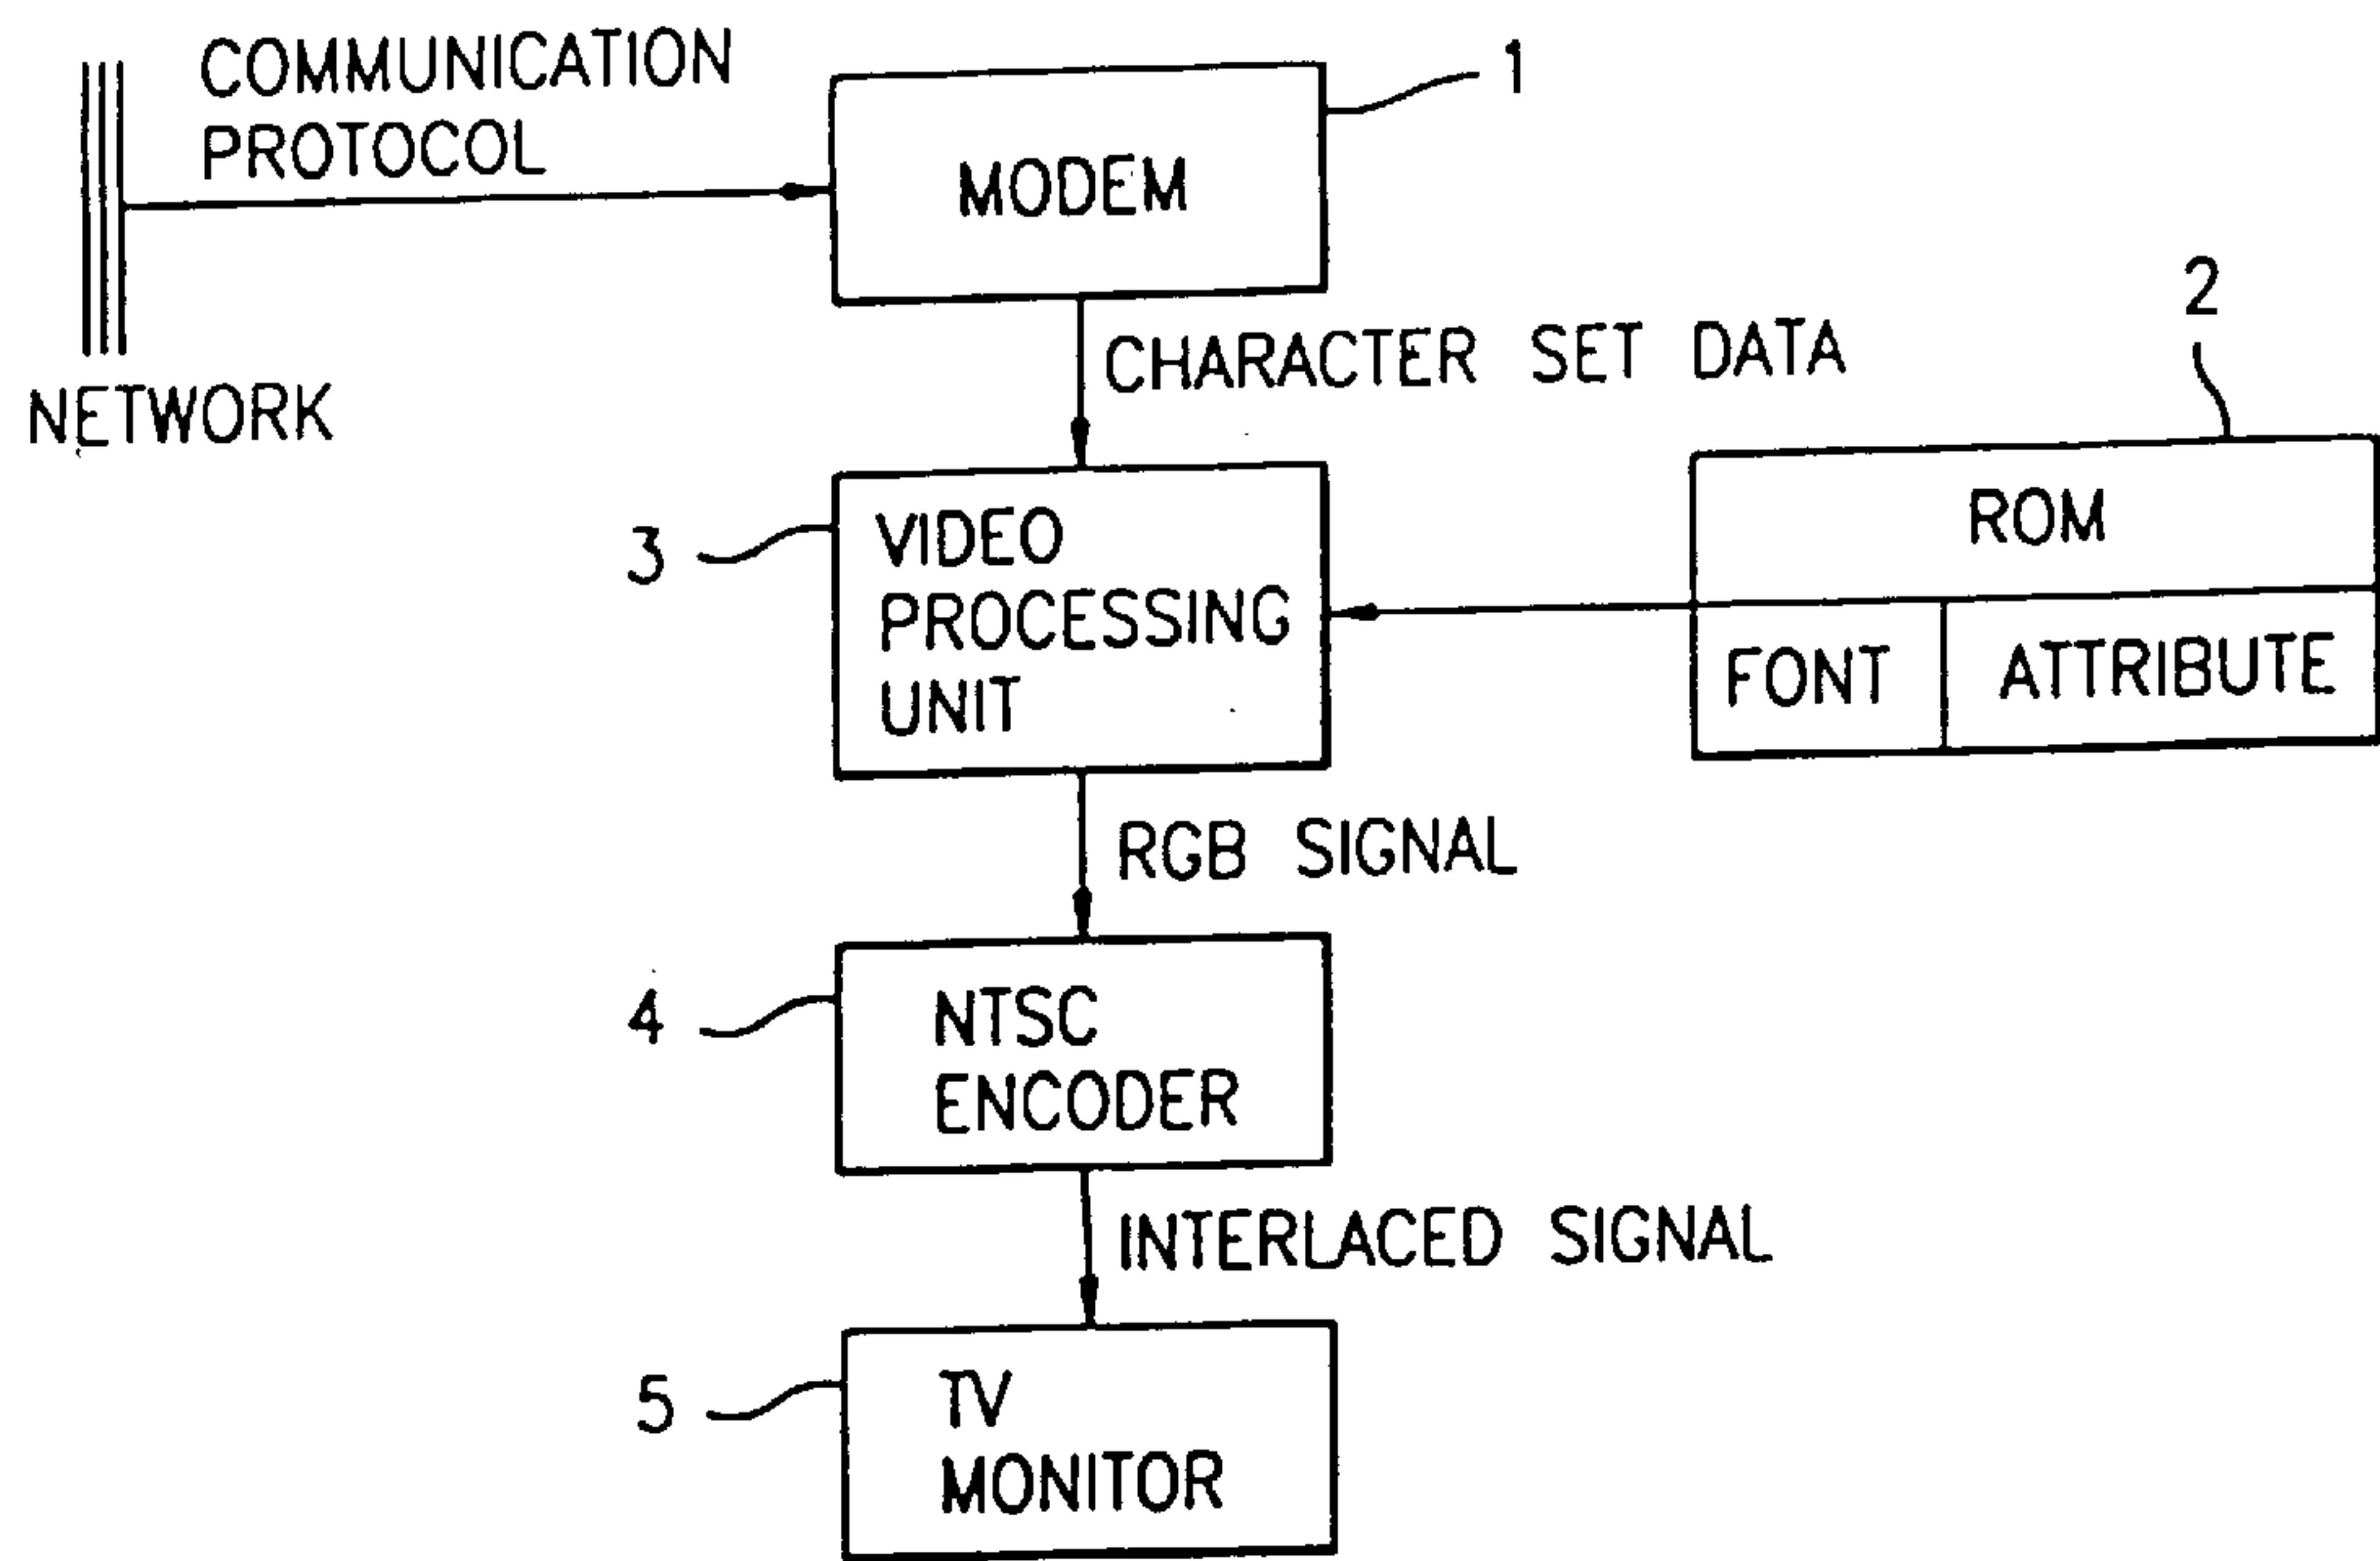 COMMUNICATION
PROTOCOL
1
MODEM
NETWORK
CHARACTER SET DATA
2
3
VIDEO
PROCESSING
UNIT
ROM
FONT
ATTRIBUTE
RGB SIGNAL
4
NTSC
ENCODER
INTERLACED SIGNAL
5
TV
MONITOR